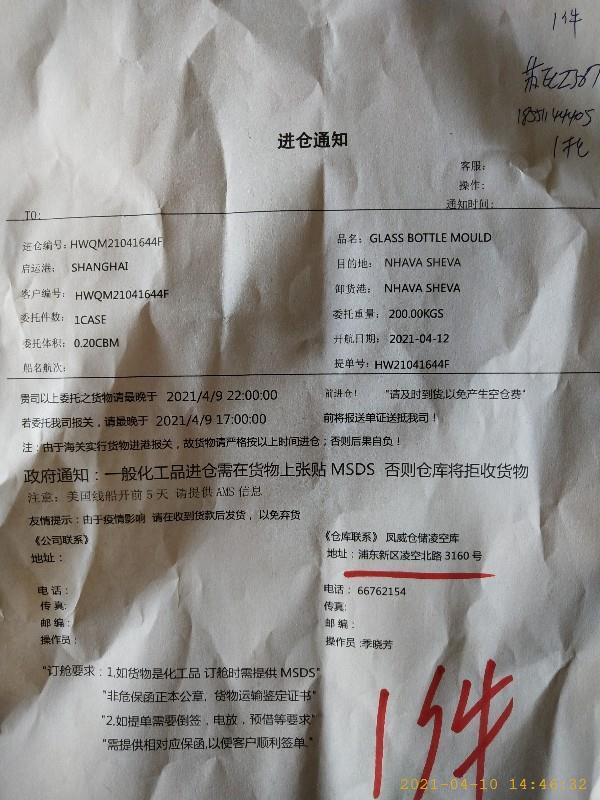 1件
18551144405
进仓通知
客服:
操作:
通知时间:
TO:
进仓编号:HWQM21041644F
品名: GLASS BOTTLE MOULD
启运港: SHANGHAI
目的地: NHAVA SHEVA
客户编号: HWQM21041644F
卸货港: NHAVA SHEVA
委托件数: 1CASE
委托重量: 200.00KGS
委托体积: 0.20CBM
开航日期: 2021-04-12
船名航次:
提单号: HW21041644F
贵司以上委托之货物请最晚于 2021/4/9 22:00:00 前进仓! "请及时到货,以免产生空仓费"
若委托我司报关，请最晚于 2021/4/9 17:00:00 前将报送单证送抵我司!
注:由于海关实行货物进港报关，故货物请严格按以上时间进仓；否则后果自负!
政府通知：一般化工品进仓需在货物上张贴 MSDS 否则仓库将拒收货物
注意：美国线船开前5天 请提供 AMS 信息
友情提示：由于疫情影响 请在收到货款后发货，以免弃货
《公司联系》
《仓库联系》 凤威仓储凌空库
地址:
地址: 浦东新区凌空北路 3160 号
电话:
电话: 66762154
传真:
传真:
邮编:
邮编:
操作员:
操作员:季晓芳
"订舱要求：1.如货物是化工品 订舱时需提供 MSDS"
"非危保函正本公章，货物运输鉴定证书"
"2.如提单需要倒签，电放，预借等要求"
"需提供相对应保函,以便客户顺利签单."
1件
2021-04-10 14:46:32